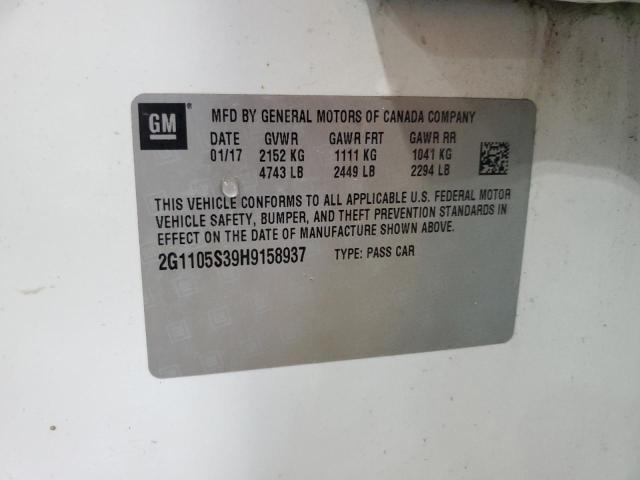 GM ®
MFD BY GENERAL MOTORS OF CANADA COMPANY
DATE GVWR GAWR FRT GAWR RR
01/17 2152 KG 1111 KG 1041 KG
4743 LB 2449 LB 2294 LB
THIS VEHICLE CONFORMS TO ALL APPLICABLE U.S. FEDERAL MOTOR
VEHICLE SAFETY, BUMPER, AND THEFT PREVENTION STANDARDS IN
EFFECT ON THE DATE OF MANUFACTURE SHOWN ABOVE.
2G1105S39H9158937 TYPE: PASS CAR